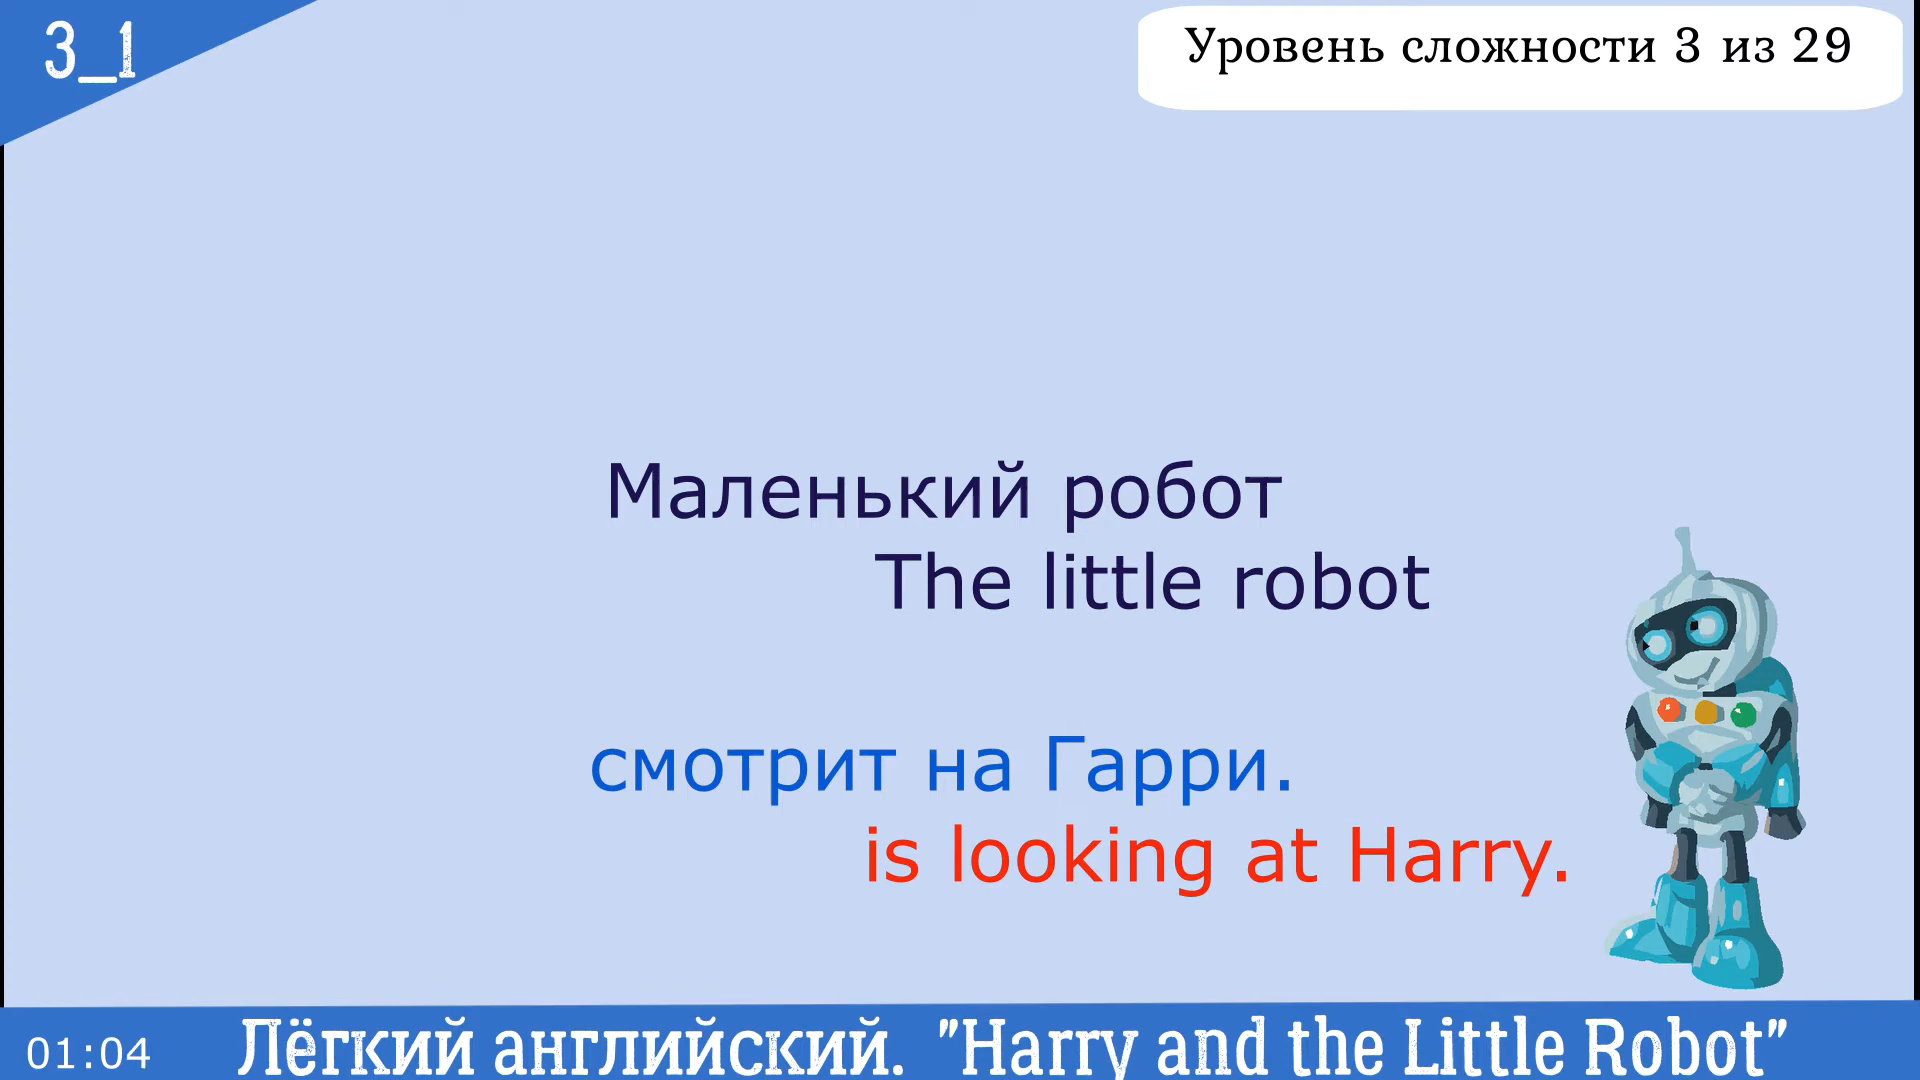 3_1
Уровень сложности 3 из 29
Маленький робот
The little robot
смотрит на Гарри.
is looking at Harry.
01:04
Лёгкий английский. "Harry and the Little Robot"